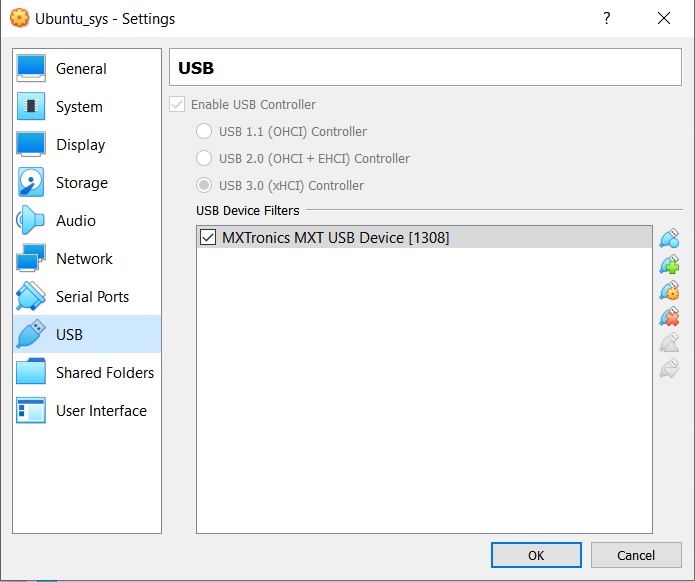 Ubuntu_sys - Settings
?
General
System
Display
Storage
Audio
Network
Serial Ports
USB
Shared Folders
User Interface
USB
Enable USB Controller
USB 1.1 (OHCI) Controller
USB 2.0 (OHCI + EHCI) Controller
USB 3.0 (xHCI) Controller
USB Device Filters
MXTronics MXT USB Device [1308]
OK
Cancel